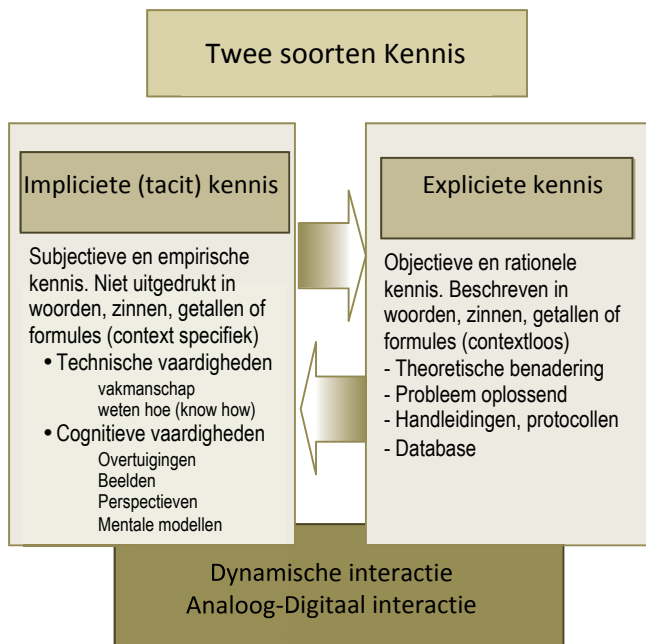 Twee soorten Kennis
Impliciete (tacit) kennis
Subjectieve en empirische
kennis. Niet uitgedrukt in
woorden, zinnen, getallen of
formules (context specifiek)
• Technische vaardigheden
vakmanschap
weten hoe (know how)
• Cognitieve vaardigheden
Overtuigingen
Beelden
Perspectieven
Mentale modellen
Expliciete kennis
Objectieve en rationele
kennis. Beschreven in
woorden, zinnen, getallen of
formules (contextloos)
- Theoretische benadering
- Probleem oplossend
- Handleidingen, protocollen
- Database
Dynamische interactie
Analoog-Digitaal interactie